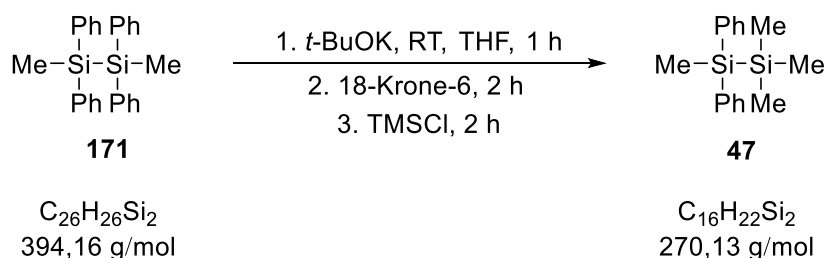 Ph Ph
Me Si Si Me
Ph Ph
171
C₂₆H₂₆Si₂
394,16 g/mol
1. t-BuOK, RT, THF, 1 h
2. 18-Krone-6, 2 h
3. TMSCl, 2 h
Ph Me
Me Si Si Me
Ph Me
47
C₁₆H₂₂Si₂
270,13 g/mol